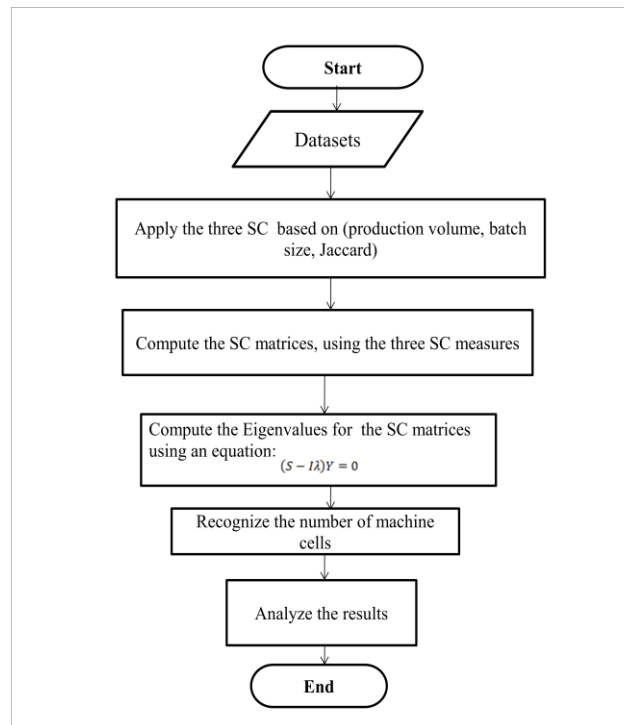 Start
Datasets
Apply the three SC based on (production volume, batch
size, Jaccard)
Compute the SC matrices, using the three SC measures
Compute the Eigenvalues for the SC matrices
using an equation:
(S − Iλ)Y = 0
Recognize the number of machine
cells
Analyze the results
End